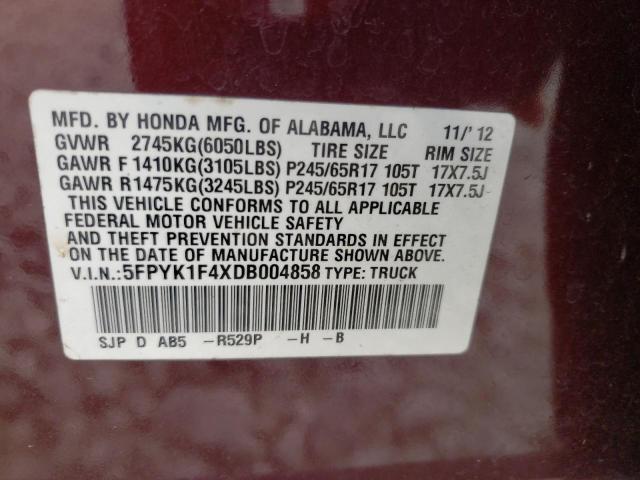 MFD. BY HONDA MFG. OF ALABAMA, LLC 11/'12
GVWR 2745KG(6050LBS) TIRE SIZE RIM SIZE
GAWR F 1410KG(3105LBS) P245/65R17 105T 17X7.5J
GAWR R1475KG(3245LBS) P245/65R17 105T 17X7.5J
THIS VEHICLE CONFORMS TO ALL APPLICABLE
FEDERAL MOTOR VEHICLE SAFETY
AND THEFT PREVENTION STANDARDS IN EFFECT
ON THE DATE OF MANUFACTURE SHOWN ABOVE.
V.I.N.:5FPYK1F4XDB004858 TYPE: TRUCK
SJP D AB5 -R529P -H -B